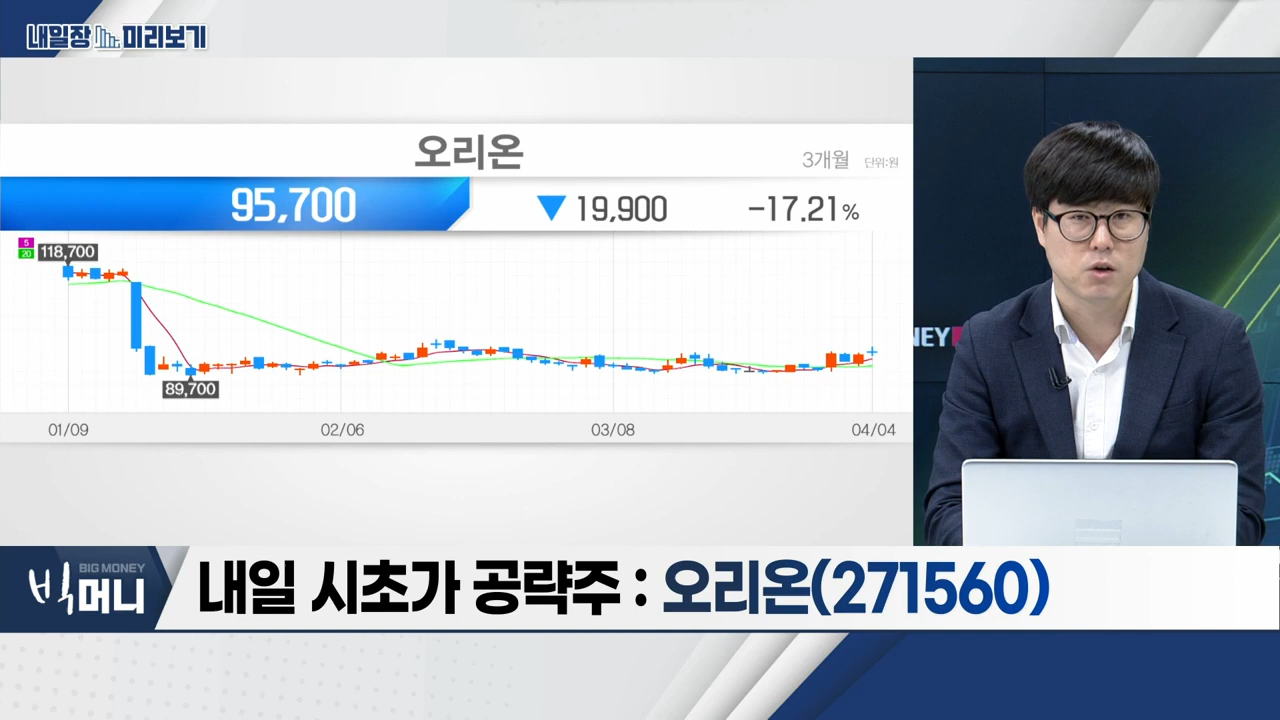 내일장 미리보기
오리온
3개월 단위:원
95,700 ▼ 19,900 -17.21%
5
20
118,700
89,700
01/09 02/06 03/08 04/04
NEY
BIG MONEY
빅머니
내일 시초가 공략주 : 오리온(271560)